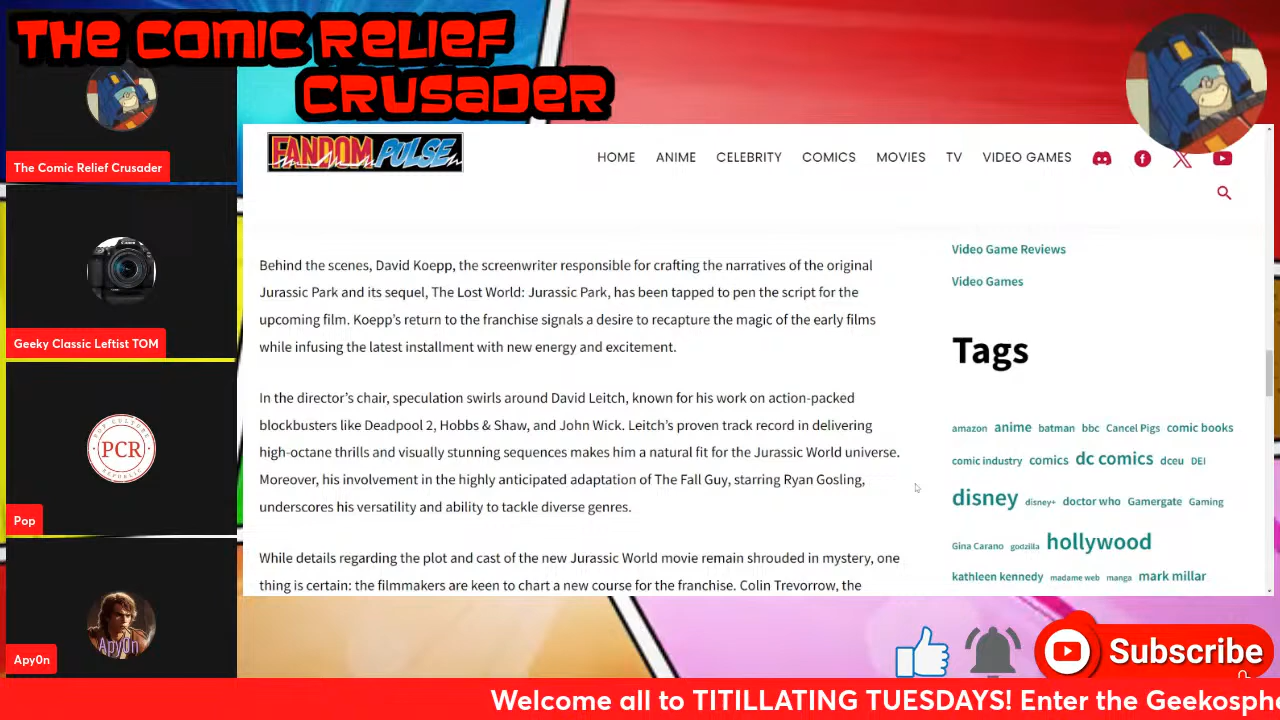 THE COMIC RELIEF
CRUSADER
The Comic Relief Crusader
Geeky Classic Leftist TOM
POP CULTURE
PCR
REPUBLIC
Pop
Apy0n
Apy0n
FANDOM PULSE
HOME ANIME CELEBRITY COMICS MOVIES TV VIDEO GAMES
Behind the scenes, David Koepp, the screenwriter responsible for crafting the narratives of the original
Jurassic Park and its sequel, The Lost World: Jurassic Park, has been tapped to pen the script for the
upcoming film. Koepp’s return to the franchise signals a desire to recapture the magic of the early films
while infusing the latest installment with new energy and excitement.
In the director’s chair, speculation swirls around David Leitch, known for his work on action-packed
blockbusters like Deadpool 2, Hobbs & Shaw, and John Wick. Leitch’s proven track record in delivering
high-octane thrills and visually stunning sequences makes him a natural fit for the Jurassic World universe.
Moreover, his involvement in the highly anticipated adaptation of The Fall Guy, starring Ryan Gosling,
underscores his versatility and ability to tackle diverse genres.
While details regarding the plot and cast of the new Jurassic World movie remain shrouded in mystery, one
thing is certain: the filmmakers are keen to chart a new course for the franchise. Colin Trevorrow, the
Video Game Reviews
Video Games
Tags
amazon anime batman bbc Cancel Pigs comic books
comic industry comics dc comics dceu DEI
disney disney+ doctor who Gamergate Gaming
Gina Carano godzilla hollywood
kathleen kennedy madame web manga mark millar
Subscribe
Welcome all to TITILLATING TUESDAYS! Enter the Geekosph